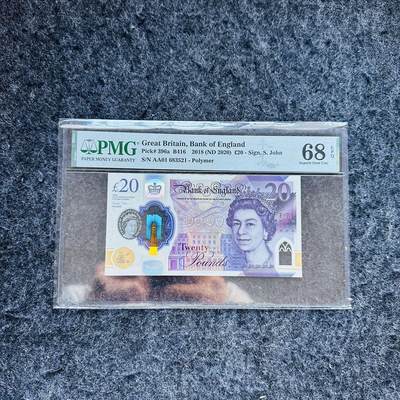 PMG
PAPER MONEY GUARANTY
Great Britain, Bank of England
Pick# 396a B416 2018 (ND 2020) £20 - Sign. S. John
S/N AA01 683521 - Polymer
68 EPQ
Superb Gem Unc
£20
Bank of England
20
Twenty
Pounds